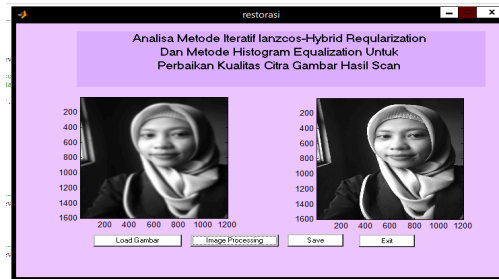 restorasi
Analisa Metode Iteratif lanzcos-Hybrid Reqularization
Dan Metode Histogram Equalization Untuk
Perbaikan Kualitas Citra Gambar Hasil Scan
200
400
600
800
1000
1200
1400
1600
200 400 600 800 1000 1200
200
400
600
800
1000
1200
1400
1600
200 400 600 800 1000 1200
Load Gambar Image Processing Save Exit